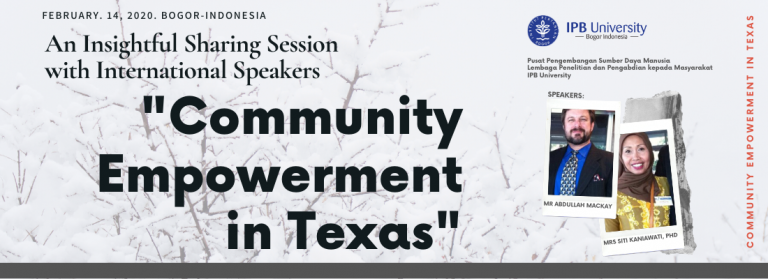 FEBRUARY. 14, 2020. BOGOR-INDONESIA
An Insightful Sharing Session
with International Speakers
"Community
Empowerment
in Texas"
IPB University
Bogor Indonesia
Pusat Pengembangan Sumber Daya Manusia
Lembaga Penelitian dan Pengabdian kepada Masyarakat
IPB University
SPEAKERS:
MR ABDULLAH MACKAY
MRS SITI KANIAWATI, PHD
COMMUNITY EMPOWERMENT IN TEXAS